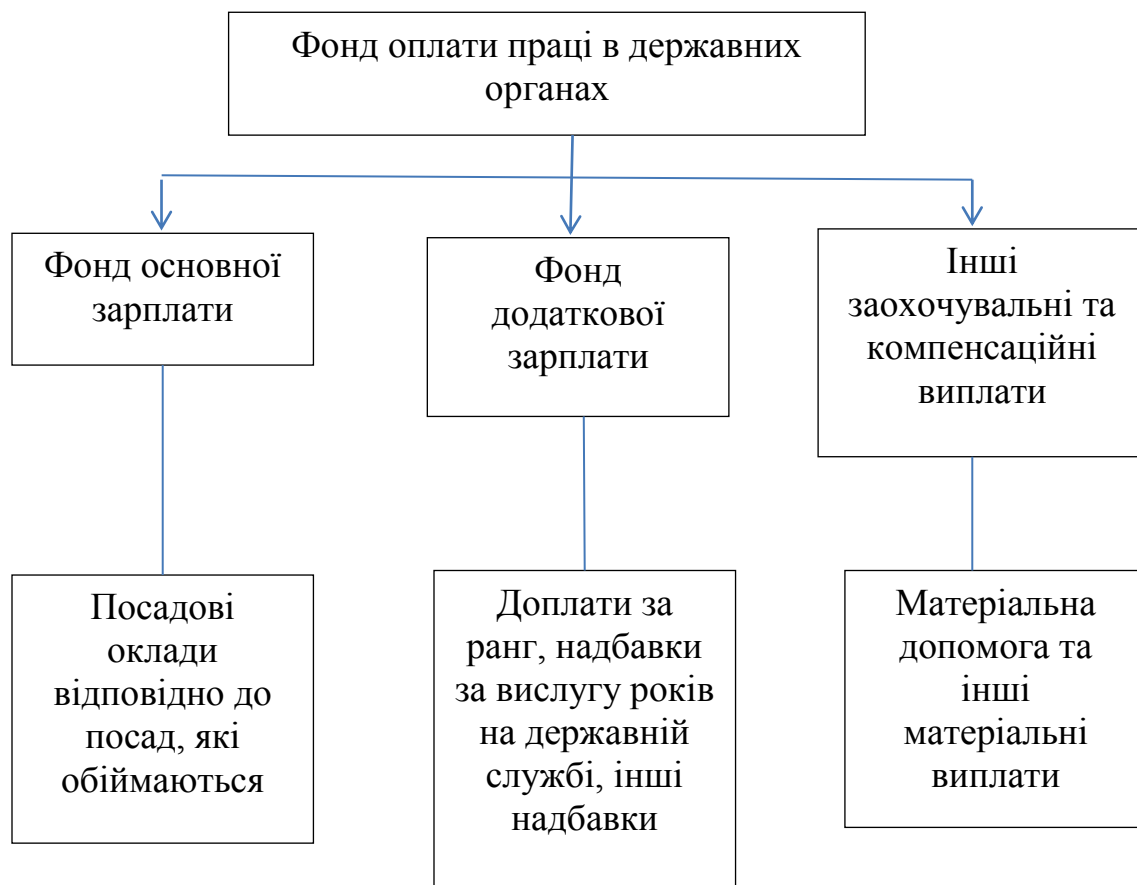 Фонд оплати праці в державних
органах
Фонд основної
зарплати
Фонд
додаткової
зарплати
Інші
заохочувальні та
компенсаційні
виплати
Посадові
оклади
відповідно до
посад, які
обіймаються
Доплати за
ранг, надбавки
за вислугу років
на державній
службі, інші
надбавки
Матеріальна
допомога та
інші
матеріальні
виплати